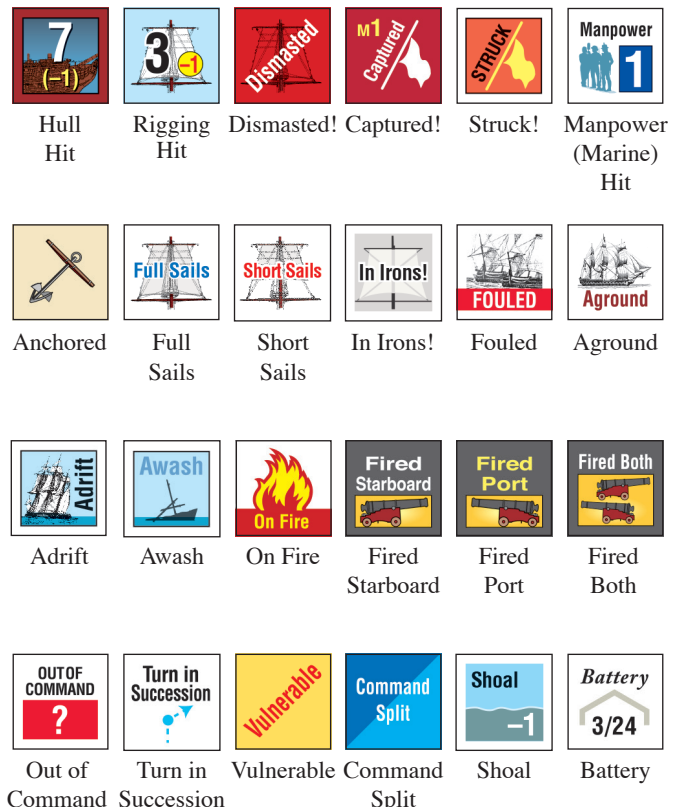 7
(–1)
3 –1
Dismasted
M1
Captured
STRUCK
Manpower
1
Hull
Hit
Rigging
Hit
Dismasted!
Captured!
Struck!
Manpower
(Marine)
Hit
Full Sails
Short Sails
In Irons!
FOULED
Aground
Anchored
Full
Sails
Short
Sails
In Irons!
Fouled
Aground
Adrift
Awash
On Fire
Fired
Starboard
Fired
Port
Fired Both
Adrift
Awash
On Fire
Fired
Starboard
Fired
Port
Fired
Both
OUT OF
COMMAND
?
Turn in
Succession
Vulnerable
Command
Split
Shoal
–1
Battery
3/24
Out of
Command
Turn in
Succession
Vulnerable
Command
Split
Shoal
Battery